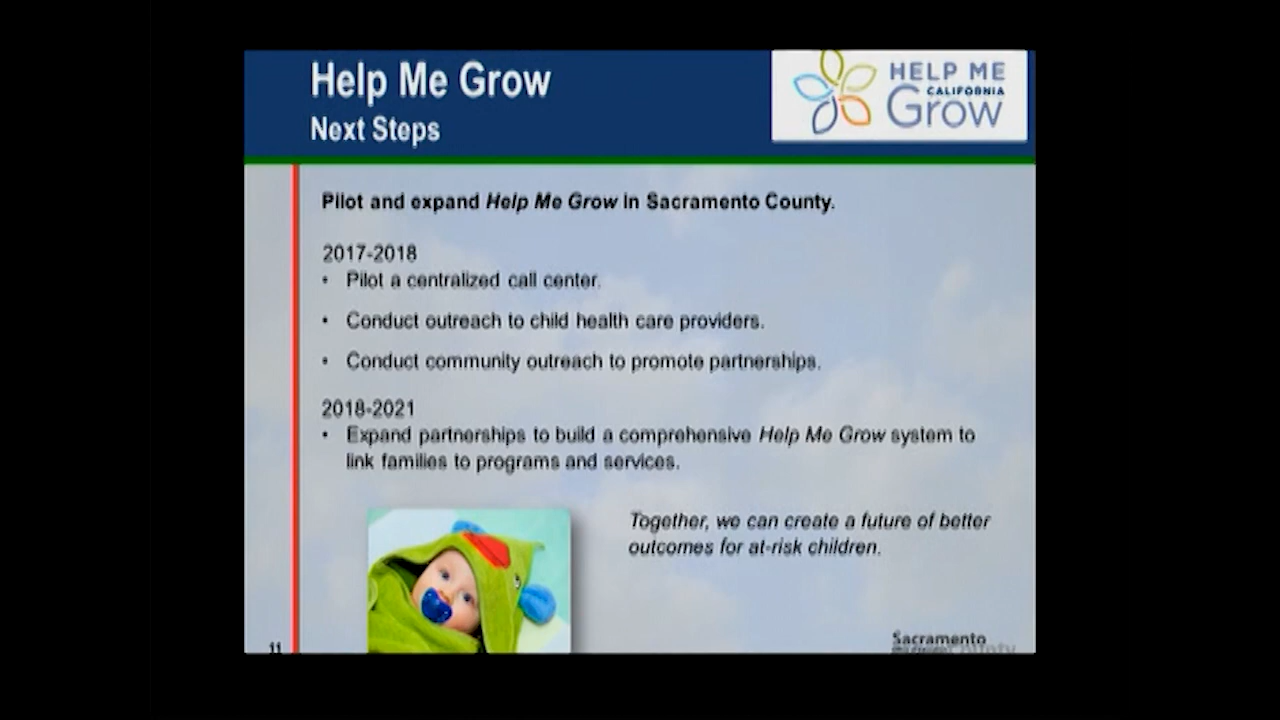 Help Me Grow
Next Steps
HELP ME
CALIFORNIA
Grow
Pilot and expand Help Me Grow in Sacramento County.
2017-2018
• Pilot a centralized call center.
• Conduct outreach to child health care providers.
• Conduct community outreach to promote partnerships.
2018-2021
• Expand partnerships to build a comprehensive Help Me Grow system to
link families to programs and services.
Together, we can create a future of better
outcomes for at-risk children.
11
Sacramento
County